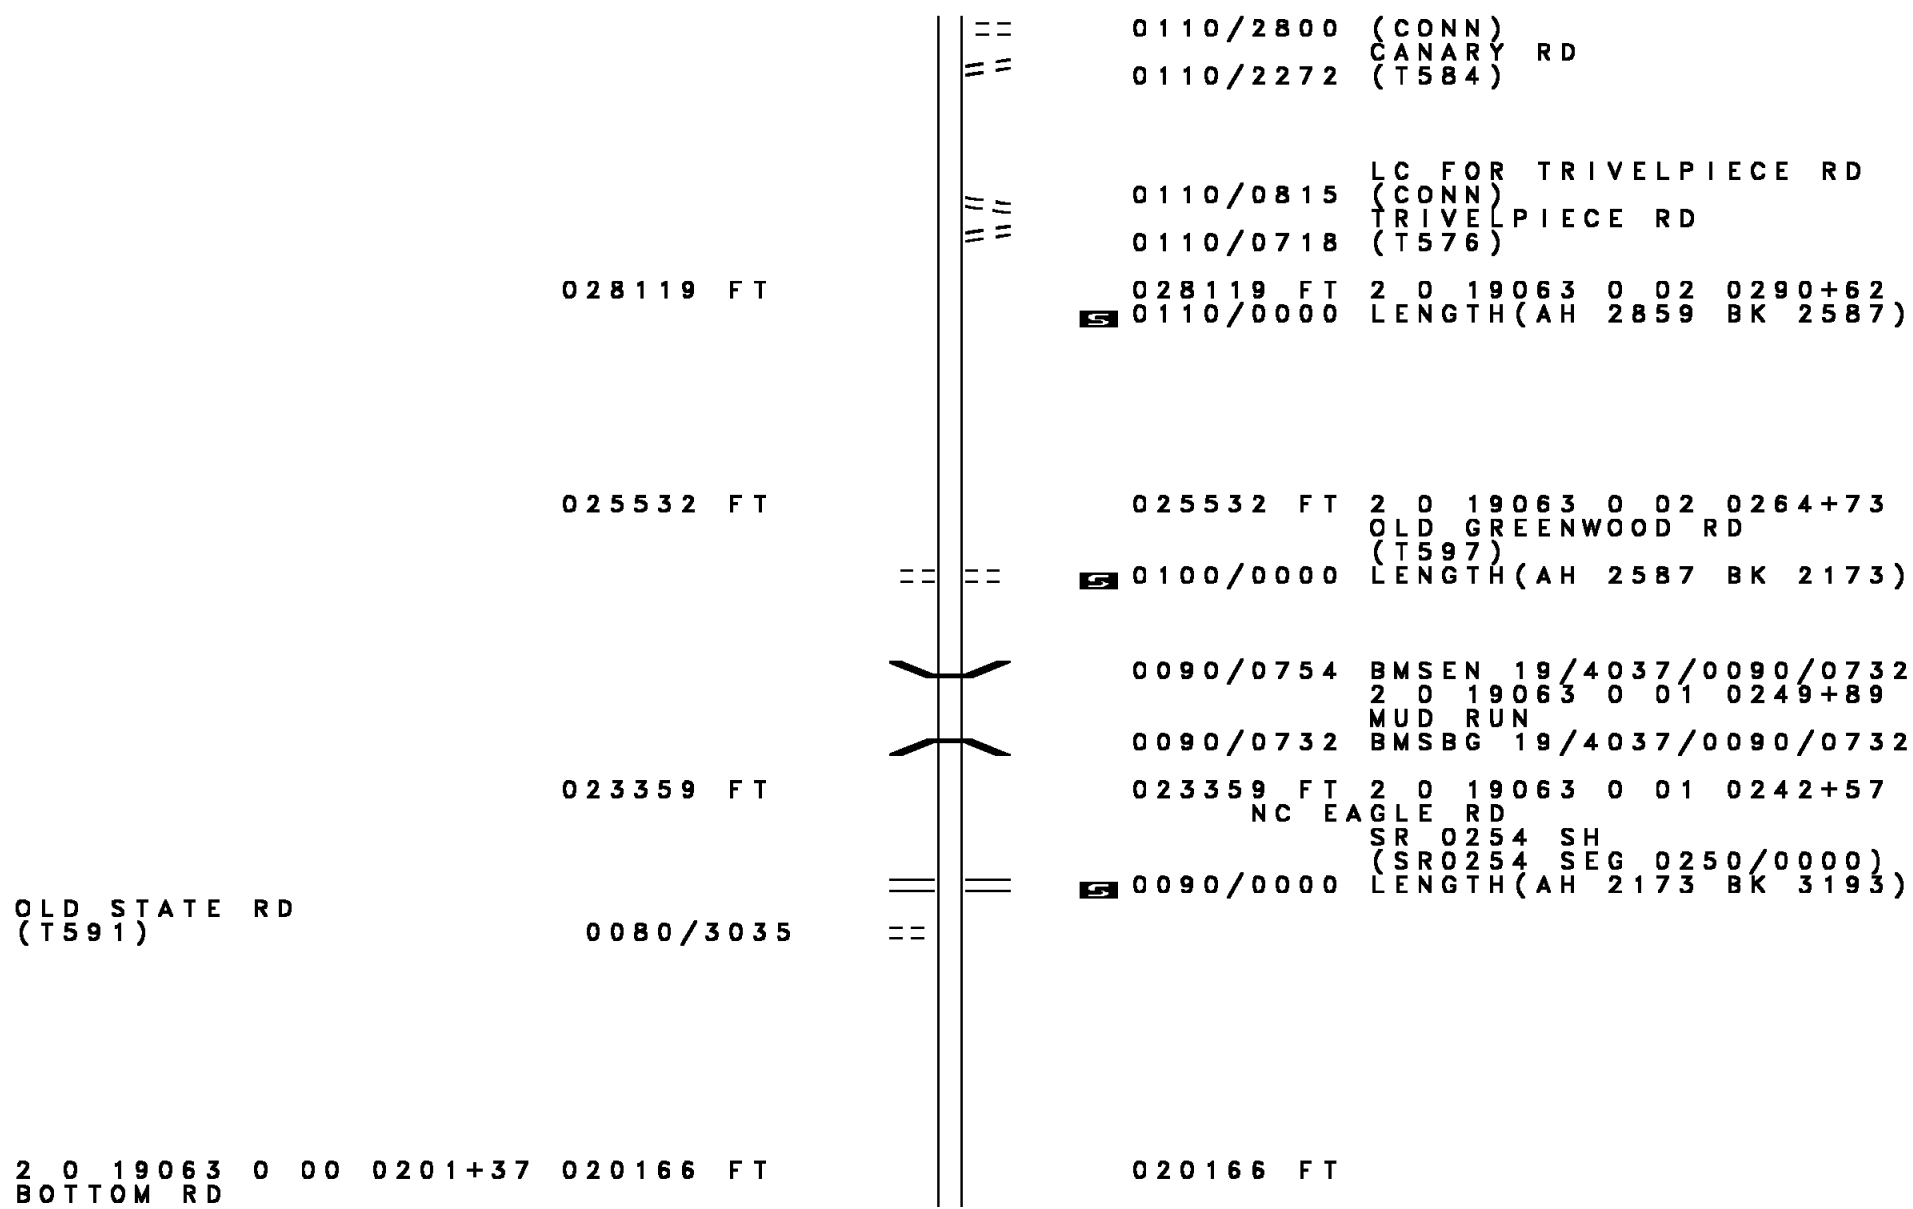 0110/2800 (CONN)
CANARY RD
0110/2272 (T584)
LC FOR TRIVELPIECE RD
0110/0815 (CONN)
TRIVELPIECE RD
0110/0718 (T576)
028119 FT 028119 FT 2 0 19063 0 02 0290+62
S 0110/0000 LENGTH(AH 2859 BK 2587)
025532 FT 025532 FT 2 0 19063 0 02 0264+73
OLD GREENWOOD RD
(T597)
S 0100/0000 LENGTH(AH 2587 BK 2173)
0090/0754 BMSEN 19/4037/0090/0732
2 0 19063 0 01 0249+89
MUD RUN
0090/0732 BMSBG 19/4037/0090/0732
023359 FT 023359 FT 2 0 19063 0 01 0242+57
NC EAGLE RD
SR 0254 SH
(SR0254 SEG 0250/0000)
S 0090/0000 LENGTH(AH 2173 BK 3193)
OLD STATE RD
(T591) 0080/3035
2 0 19063 0 00 0201+37 020166 FT 020166 FT
BOTTOM RD